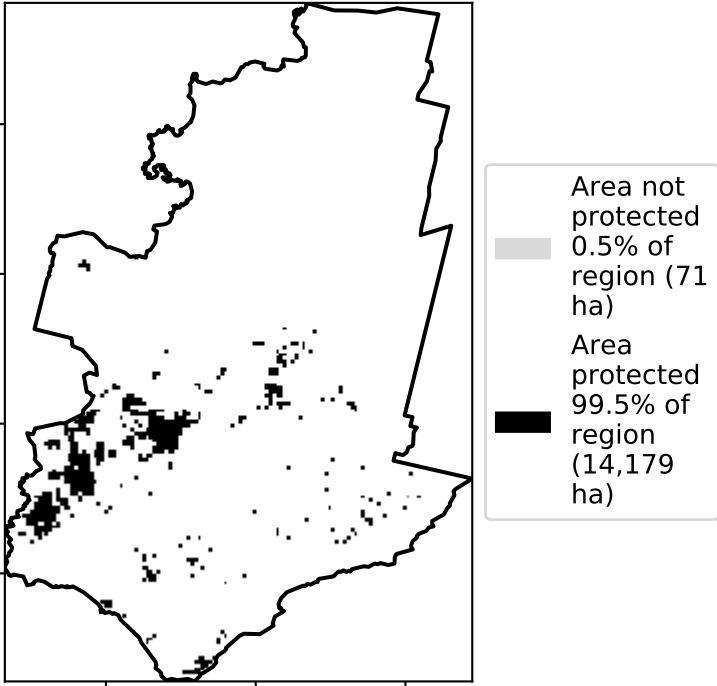 Area not
protected
0.5% of
region (71
ha)
Area
protected
99.5% of
region
(14,179
ha)